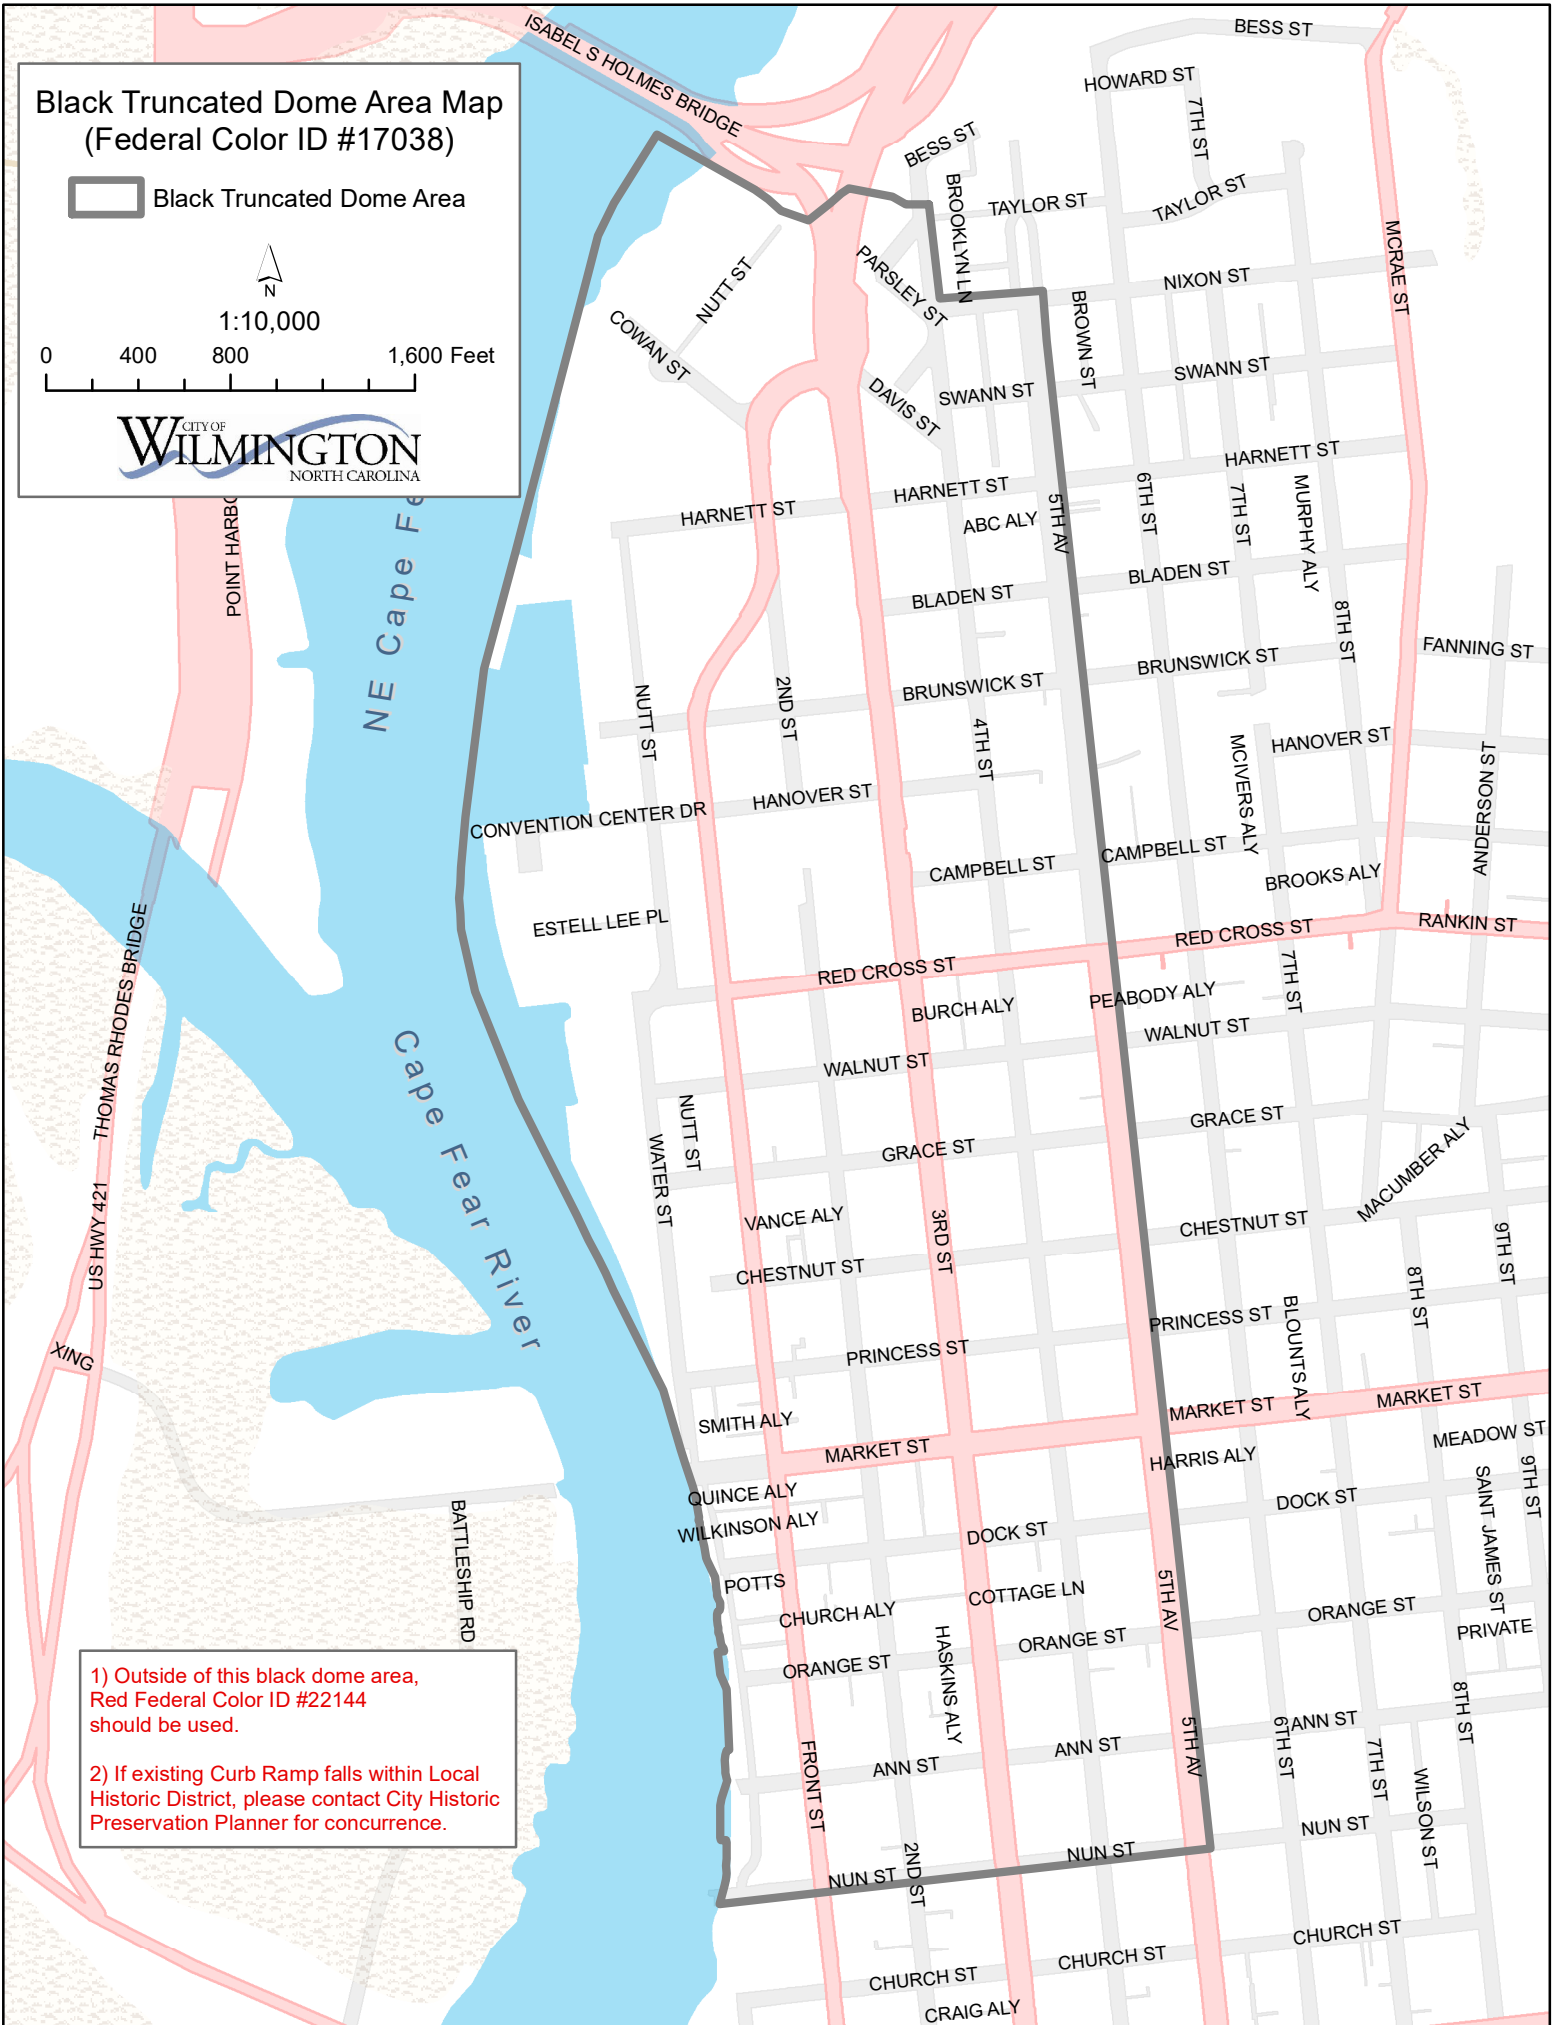 Black Truncated Dome Area Map
(Federal Color ID #17038)
Black Truncated Dome Area
N
1:10,000
0 400 800 1,600 Feet
CITY OF
WILMINGTON
NORTH CAROLINA
ISABEL S HOLMES BRIDGE
BESS ST
HOWARD ST
7TH ST
BESS ST
BROOKLYN LN
TAYLOR ST
TAYLOR ST
MCRAE ST
PARSLEY ST
NUTT ST
NIXON ST
BROWN ST
COWAN ST
DAVIS ST
SWANN ST
SWANN ST
HARNETT ST
HARNETT ST
HARNETT ST
ABC ALY
5TH AV
6TH ST
7TH ST
MURPHY ALY
POINT HARBO
NE Cape Fe
BLADEN ST
BLADEN ST
8TH ST
FANNING ST
BRUNSWICK ST
BRUNSWICK ST
NUTT ST
2ND ST
4TH ST
MCIVERS ALY
HANOVER ST
ANDERSON ST
CONVENTION CENTER DR
HANOVER ST
CAMPBELL ST
CAMPBELL ST
BROOKS ALY
ESTELL LEE PL
RED CROSS ST
RED CROSS ST
RANKIN ST
THOMAS RHODES BRIDGE
7TH ST
BURCH ALY
PEABODY ALY
WALNUT ST
WALNUT ST
Cape Fear River
NUTT ST
WATER ST
GRACE ST
GRACE ST
MACUMBER ALY
US HWY 421
VANCE ALY
3RD ST
CHESTNUT ST
CHESTNUT ST
9TH ST
8TH ST
PRINCESS ST
PRINCESS ST
BLOUNTS ALY
XING
SMITH ALY
MARKET ST
MARKET ST
MARKET ST
MEADOW ST
HARRIS ALY
QUINCE ALY
WILKINSON ALY
DOCK ST
DOCK ST
SAINT JAMES ST
9TH ST
BATTLESHIP RD
POTTS
CHURCH ALY
COTTAGE LN
5TH AV
ORANGE ST
ORANGE ST
ORANGE ST
PRIVATE
HASKINS ALY
1) Outside of this black dome area,
Red Federal Color ID #22144
should be used.
2) If existing Curb Ramp falls within Local
Historic District, please contact City Historic
Preservation Planner for concurrence.
8TH ST
ANN ST
ANN ST
ANN ST
5TH AV
6TH ST
7TH ST
FRONT ST
WILSON ST
NUN ST
NUN ST
NUN ST
2ND ST
CHURCH ST
CHURCH ST
CHURCH ST
CRAIG ALY